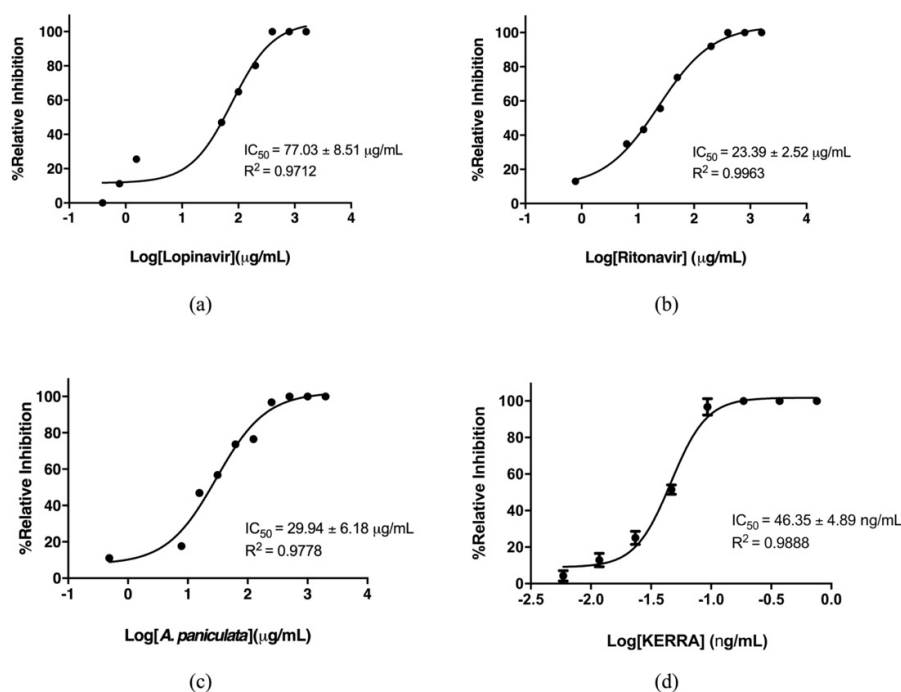 %Relative Inhibition
100
80
60
40
20
0
-1 0 1 2 3 4
IC50 = 77.03 ± 8.51 µg/mL
R2 = 0.9712
Log[Lopinavir](µg/mL)
(a)
%Relative Inhibition
100
80
60
40
20
0
-1 0 1 2 3 4
IC50 = 23.39 ± 2.52 µg/mL
R2 = 0.9963
Log[Ritonavir] (µg/mL)
(b)
%Relative Inhibition
100
80
60
40
20
0
-1 0 1 2 3 4
IC50 = 29.94 ± 6.18 µg/mL
R2 = 0.9778
Log[A. paniculata](µg/mL)
(c)
%Relative Inhibition
100
80
60
40
20
0
-2.5 -2.0 -1.5 -1.0 -0.5 0.0
IC50 = 46.35 ± 4.89 ng/mL
R2 = 0.9888
Log[KERRA] (ng/mL)
(d)